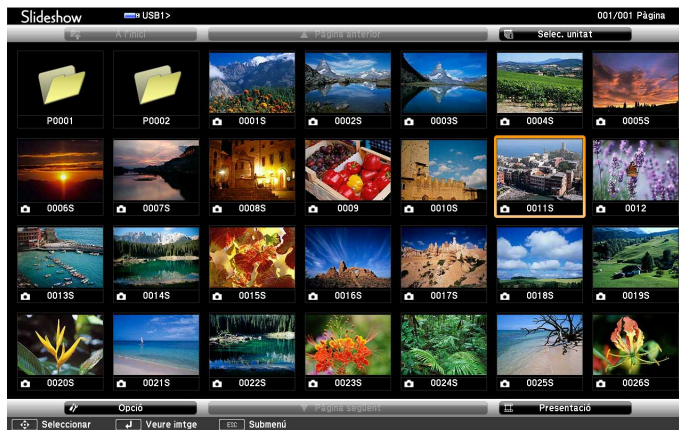 Slideshow USB1> 001/001 Pàgina
A l'inici Pàgina anterior Selec. unitat
P0001 P0002 0001S 0002S 0003S 0004S 0005S
0006S 0007S 0008S 0009 0010S 0011S 0012
0013S 0014S 0015S 0016S 0017S 0018S 0019S
0020S 0021S 0022S 0023S 0024S 0025S 0026S
Opció Pàgina següent Presentació
Seleccionar Veure imtge ESC Submenú